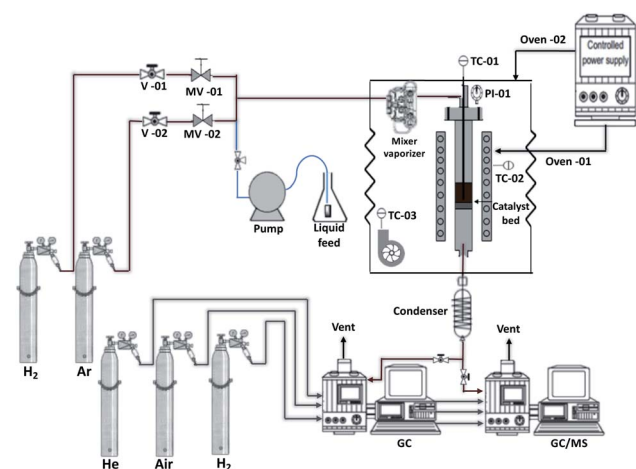 TC-01
Oven -02
Controlled
power supply
V -01
MV -01
PI-01
V -02
MV -02
Mixer
vaporizer
Oven -01
TC-02
Catalyst
bed
TC-03
Pump
Liquid
feed
Condenser
H2
Ar
Vent
Vent
He
Air
H2
GC
GC/MS